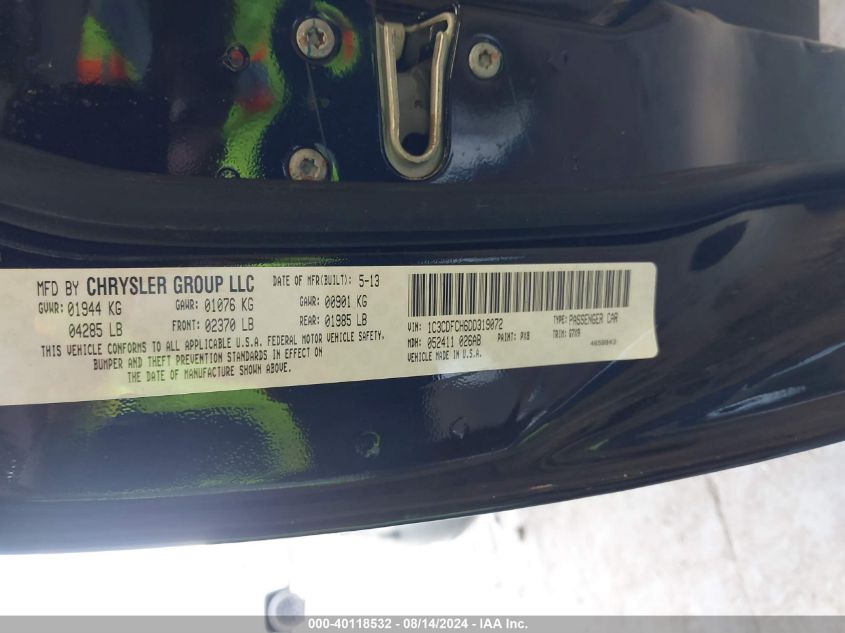 MFD BY CHRYSLER GROUP LLC DATE OF MFR(BUILT): 5-13
GVWR: 01944 KG GAWR: 01076 KG GAWR: 00901 KG
04285 LB FRONT: 02370 LB REAR: 01985 LB
THIS VEHICLE CONFORMS TO ALL APPLICABLE U.S.A. FEDERAL MOTOR VEHICLE SAFETY,
BUMPER AND THEFT PREVENTION STANDARDS IN EFFECT ON
THE DATE OF MANUFACTURE SHOWN ABOVE.
VIN: 1C3CDFCH6DD319072 TYPE: PASSENGER CAR
MDH: 052411 026AB PAINT: PX8 TRIM: G7X9
VEHICLE MADE IN U.S.A.
000-40118532 - 08/14/2024 - IAA Inc.